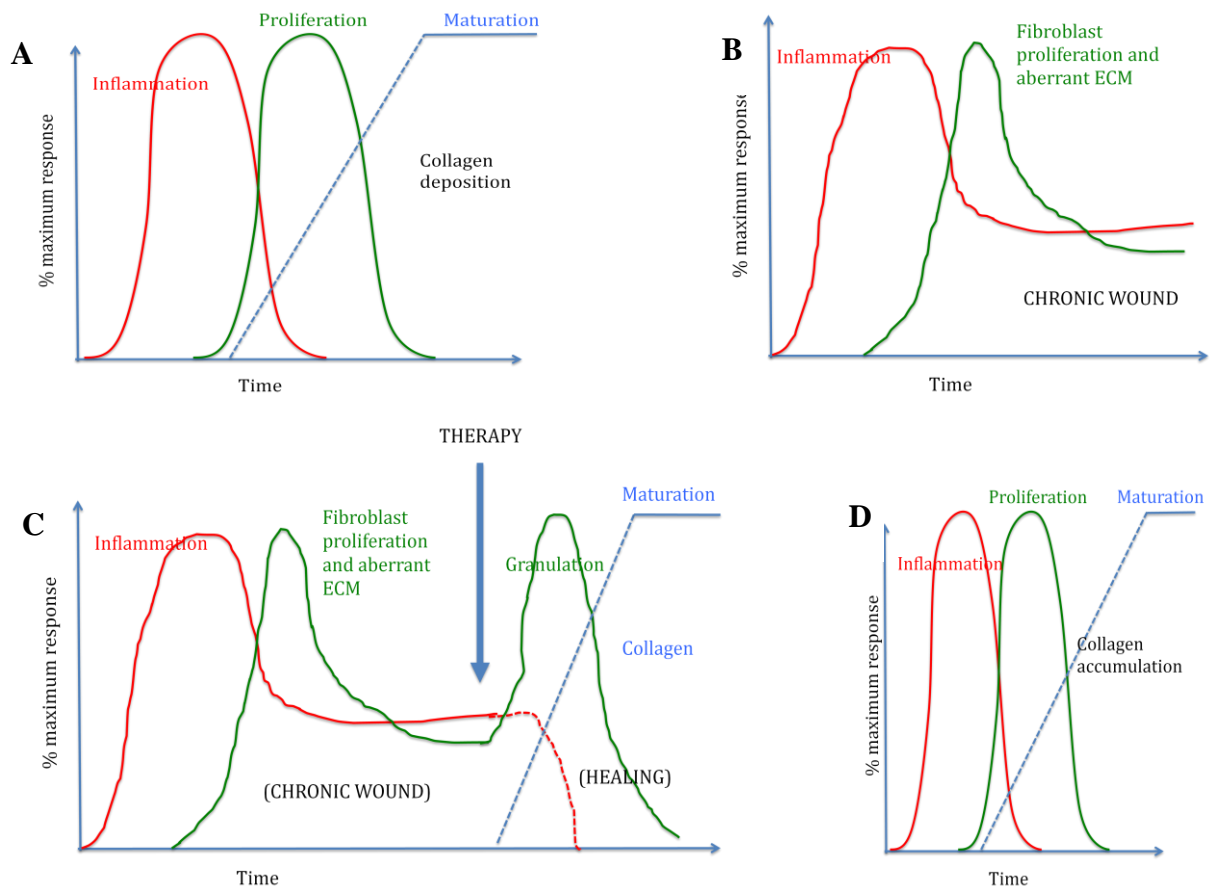 A
Proliferation
Maturation
Inflammation
Collagen
deposition
% maximum response
Time
B
Inflammation
Fibroblast
proliferation and
aberrant ECM
% maximum response
CHRONIC WOUND
Time
THERAPY
C
Inflammation
Fibroblast
proliferation
and aberrant
ECM
Granulation
Maturation
Collagen
% maximum response
(CHRONIC WOUND)
(HEALING)
Time
D
Proliferation
Maturation
Inflammation
Collagen
accumulation
% maximum response
Time